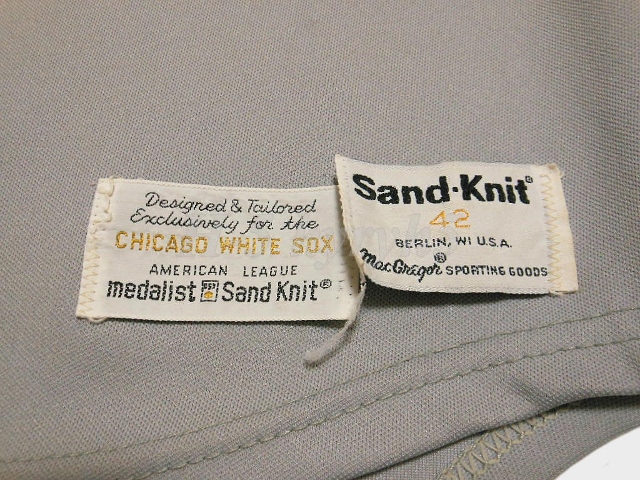 Designed & Tailored
Exclusively for the
CHICAGO WHITE SOX
AMERICAN LEAGUE
medalist Sand Knit®
Sand·Knit®
42
BERLIN, WI U.S.A.
MacGregor® SPORTING GOODS